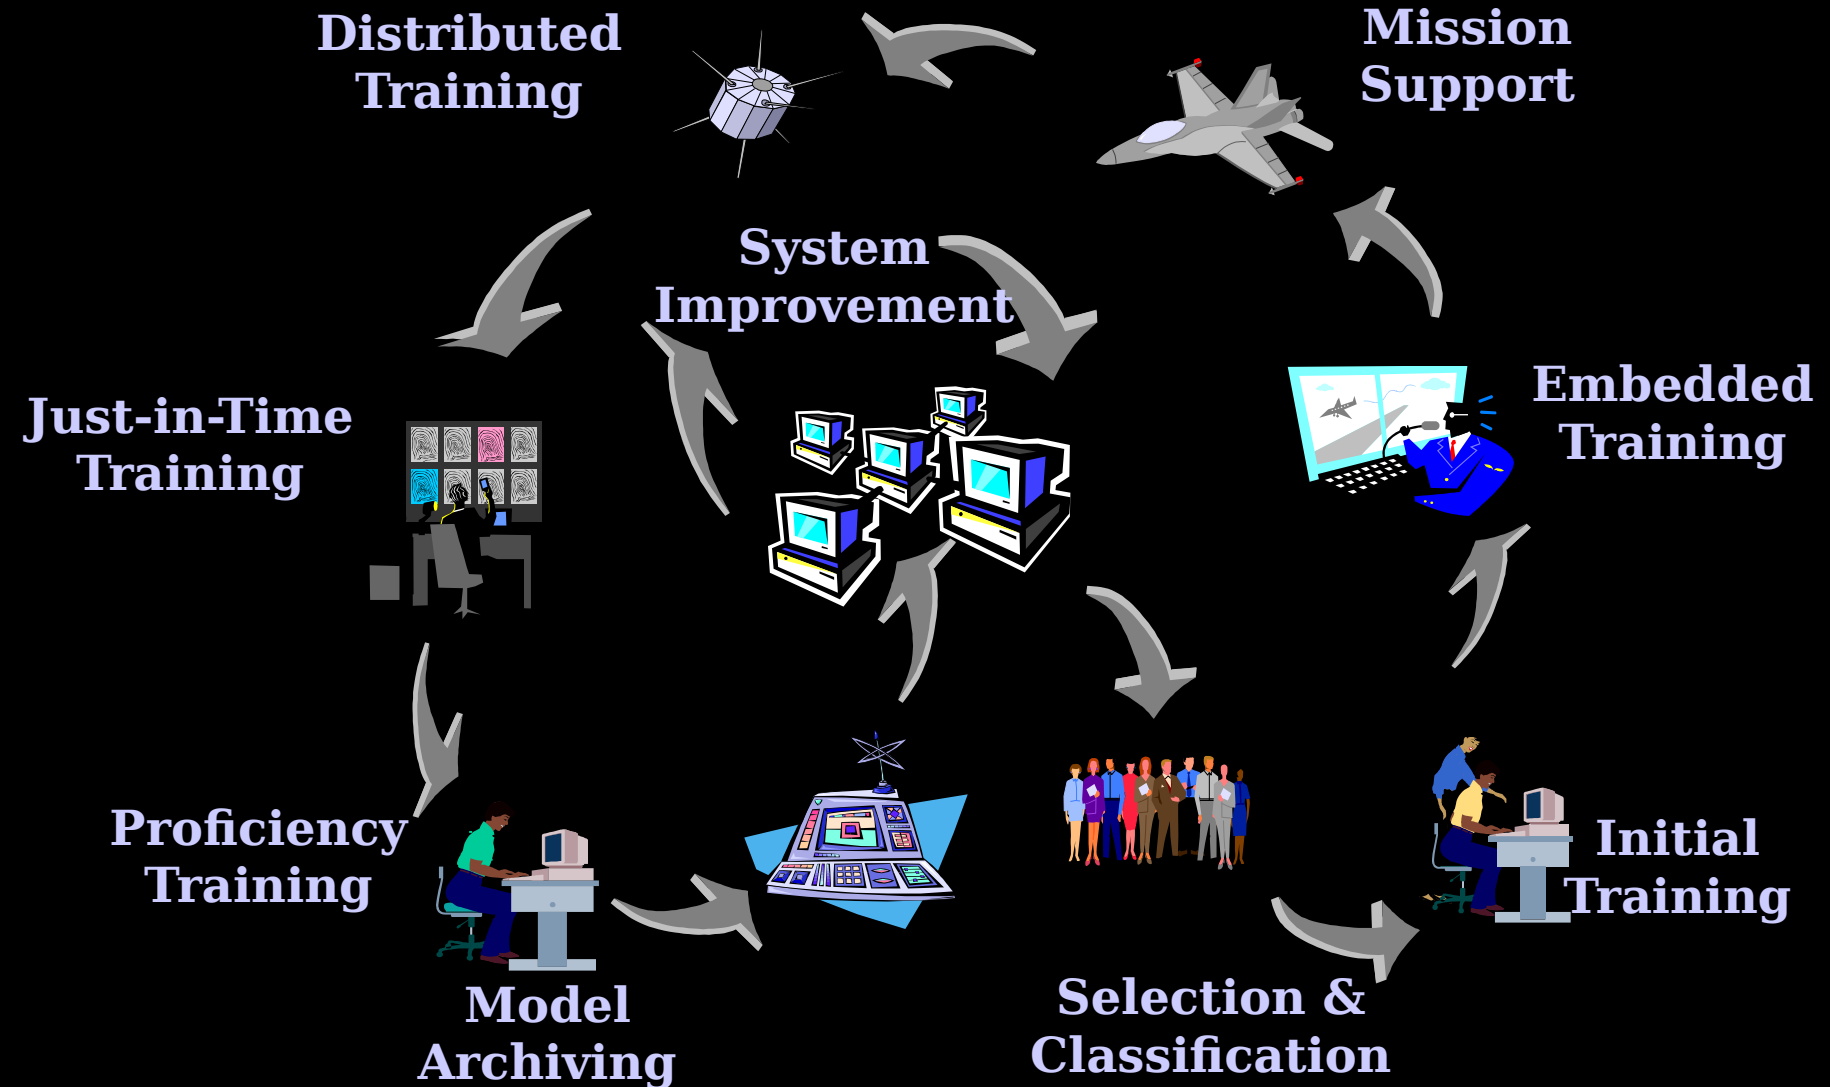 Distributed
Training
Mission
Support
System
Improvement
Just-in-Time
Training
Embedded
Training
Proficiency
Training
Initial
Training
Model
Archiving
Selection &
Classification